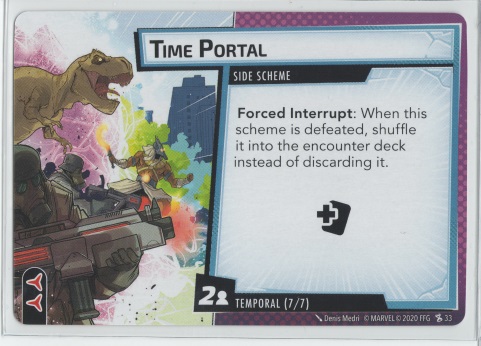 TIME PORTAL
SIDE SCHEME
Forced Interrupt: When this
scheme is defeated, shuffle
it into the encounter deck
instead of discarding it.
2
TEMPORAL (7/7)
Denis Medri © MARVEL © 2020 FFG 33